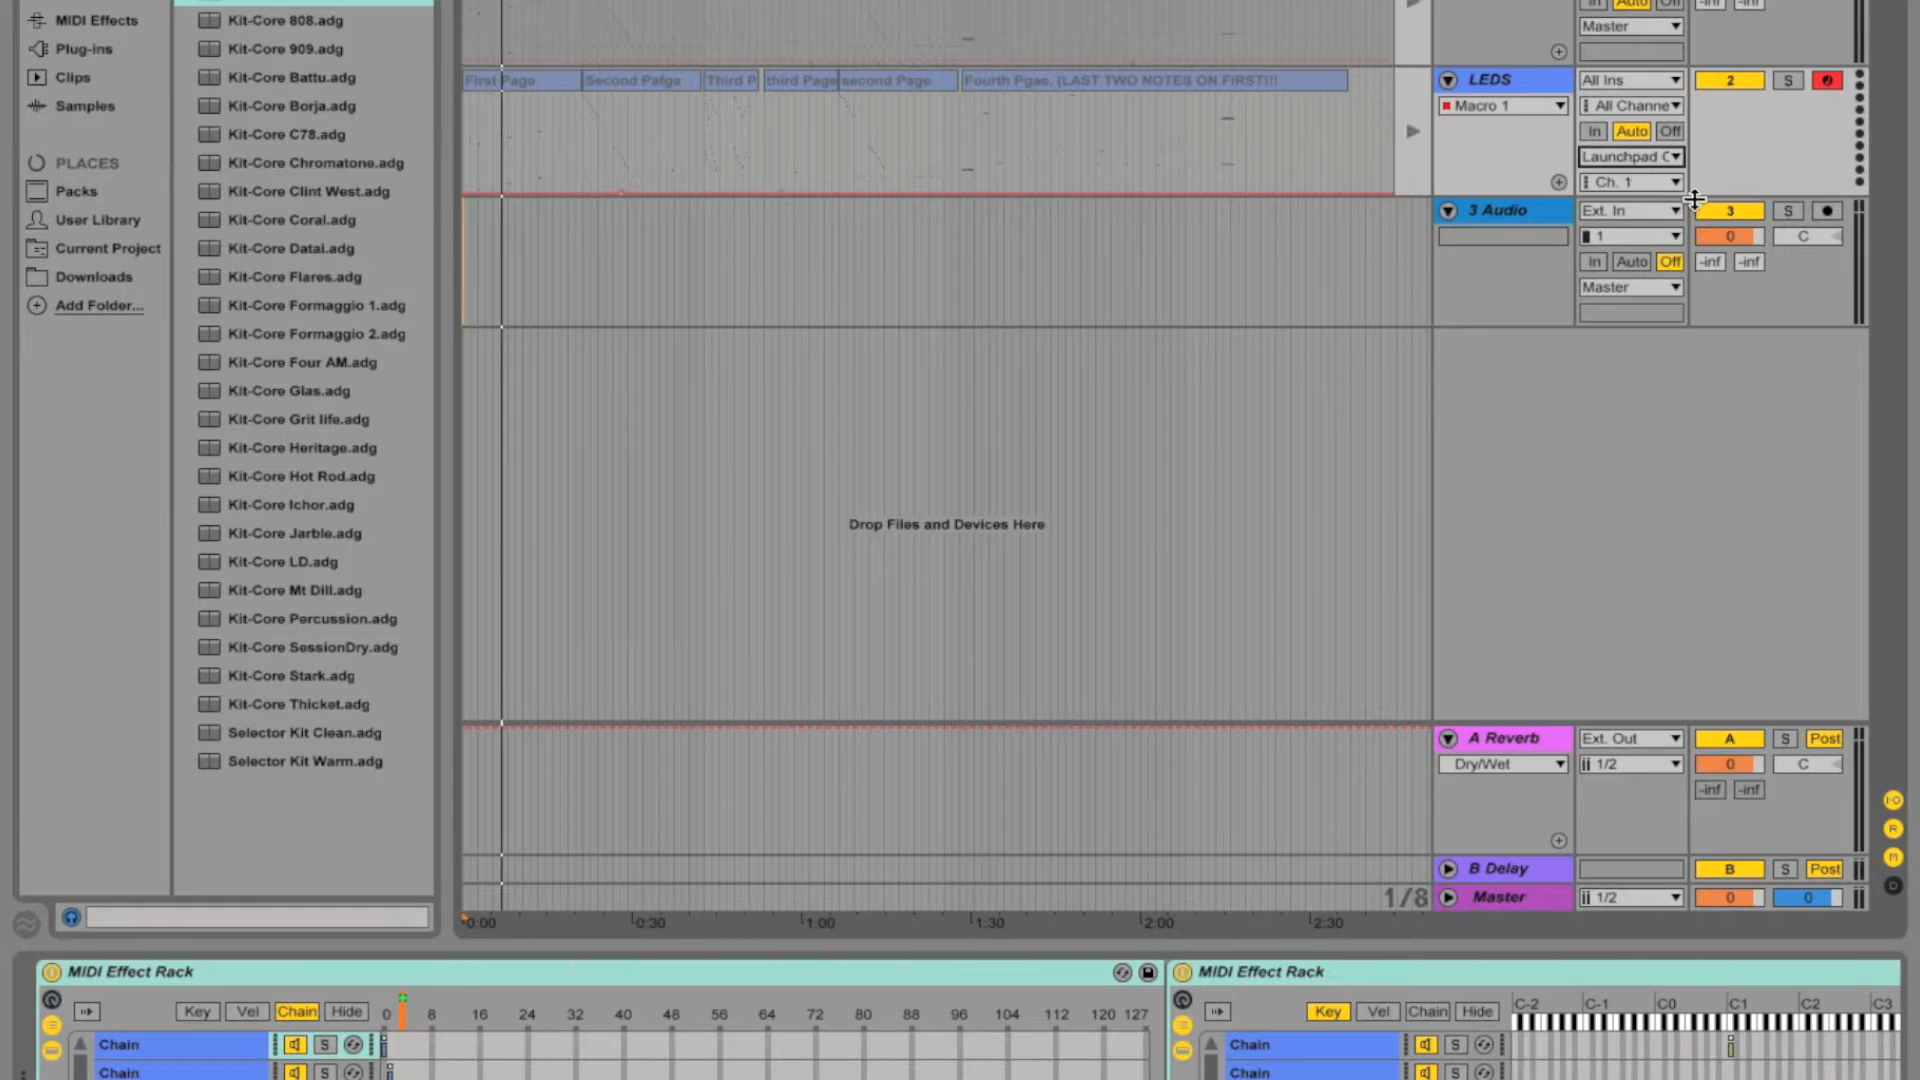 MIDI Effects
Plug-ins
Clips
Samples
PLACES
Packs
User Library
Current Project
Downloads
Add Folder...
Kit-Core 808.adg
Kit-Core 909.adg
Kit-Core Battu.adg
Kit-Core Borja.adg
Kit-Core C78.adg
Kit-Core Chromatone.adg
Kit-Core Clint West.adg
Kit-Core Coral.adg
Kit-Core Datai.adg
Kit-Core Flares.adg
Kit-Core Formaggio 1.adg
Kit-Core Formaggio 2.adg
Kit-Core Four AM.adg
Kit-Core Glas.adg
Kit-Core Grit life.adg
Kit-Core Heritage.adg
Kit-Core Hot Rod.adg
Kit-Core Ichor.adg
Kit-Core Jarble.adg
Kit-Core LD.adg
Kit-Core Mt Dill.adg
Kit-Core Percussion.adg
Kit-Core SessionDry.adg
Kit-Core Stark.adg
Kit-Core Thicket.adg
Selector Kit Clean.adg
Selector Kit Warm.adg
First Page Second Pafge Third P third Page second Page Fourth Pgae, (LAST TWO NOTES ON FIRST!!!
Drop Files and Devices Here
1/8
0:00 0:30 1:00 1:30 2:00 2:30
In Auto Off -inf -inf
Master
LEDS All Ins 2 S
Macro 1 All Channe
In Auto Off
Launchpad C
Ch. 1
3 Audio Ext. In 3 S
1 0 C
In Auto Off -inf -inf
Master
A Reverb Ext. Out A S Post
Dry/Wet 1/2 0 C
-inf -inf
B Delay B S Post
Master 1/2 0 0
I-O
R
M
D
MIDI Effect Rack
Key Vel Chain Hide 0 8 16 24 32 40 48 56 64 72 80 88 96 104 112 120 127
Chain S
Chain S
MIDI Effect Rack
Key Vel Chain Hide C-2 C-1 C0 C1 C2 C3
Chain S
Chain S